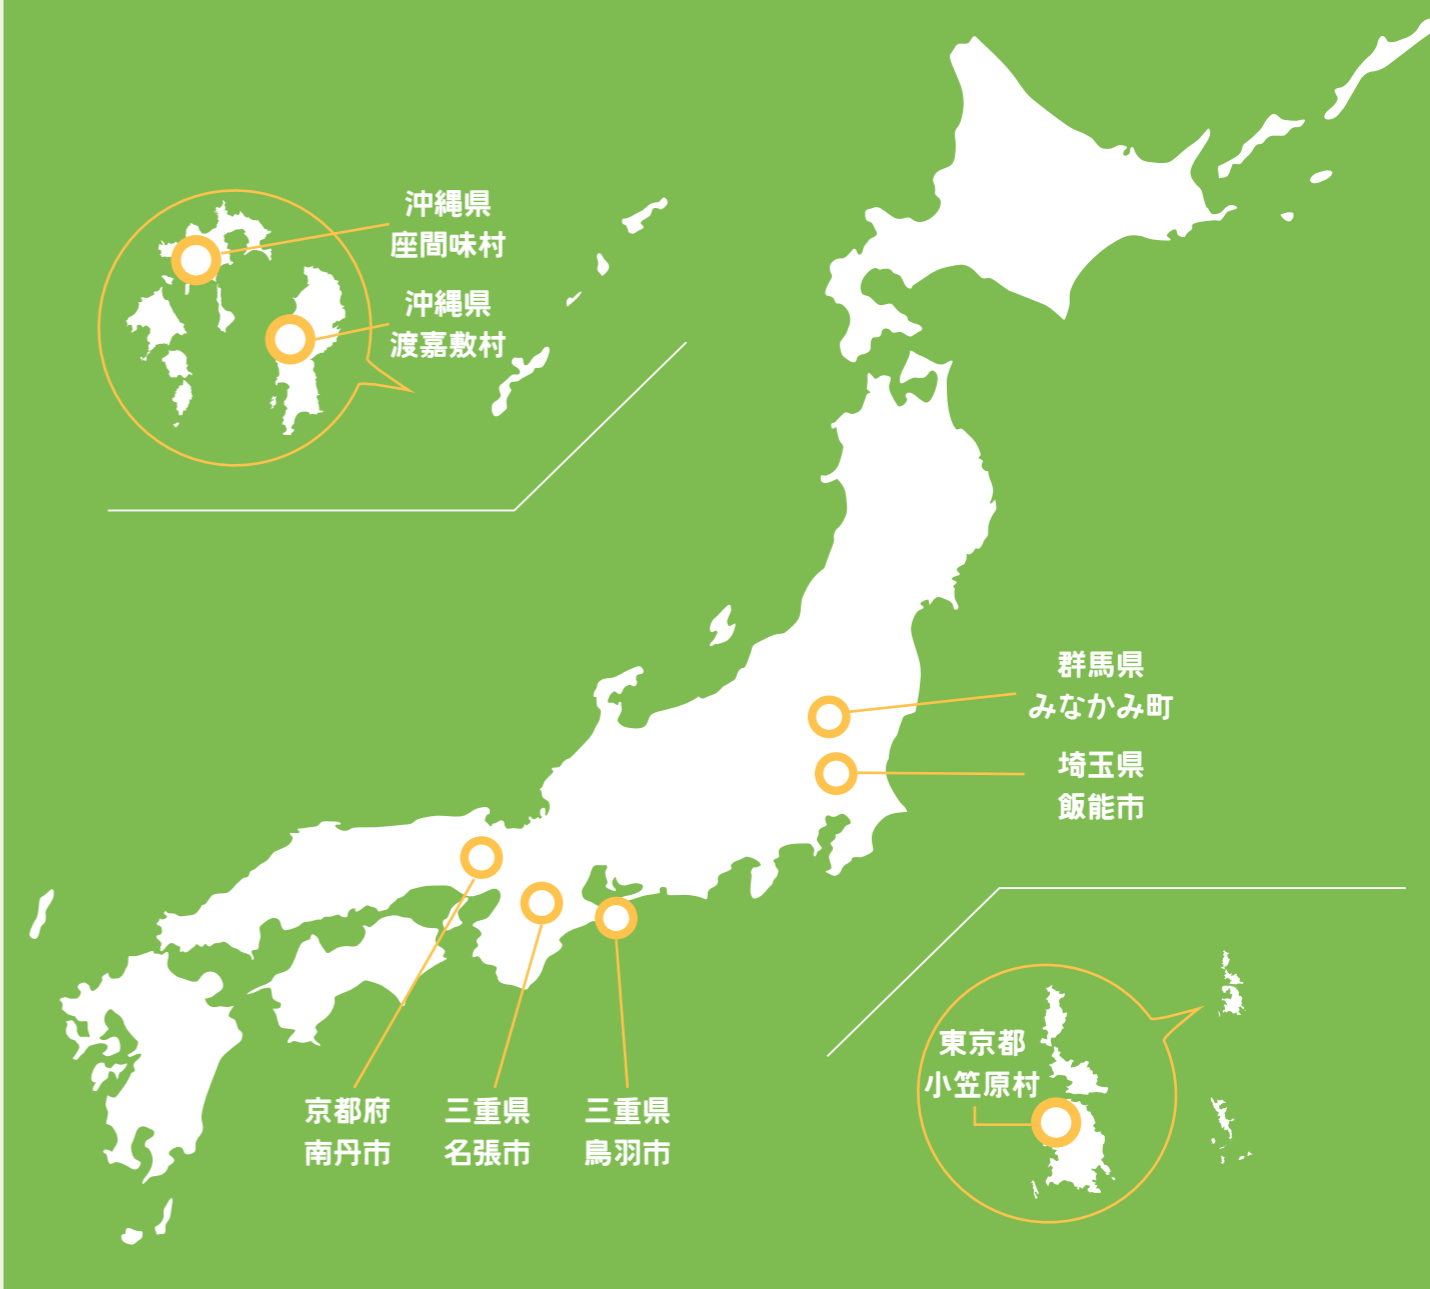 沖縄県
座間味村
沖縄県
渡嘉敷村
群馬県
みなかみ町
埼玉県
飯能市
東京都
小笠原村
京都府
南丹市
三重県
名張市
三重県
鳥羽市